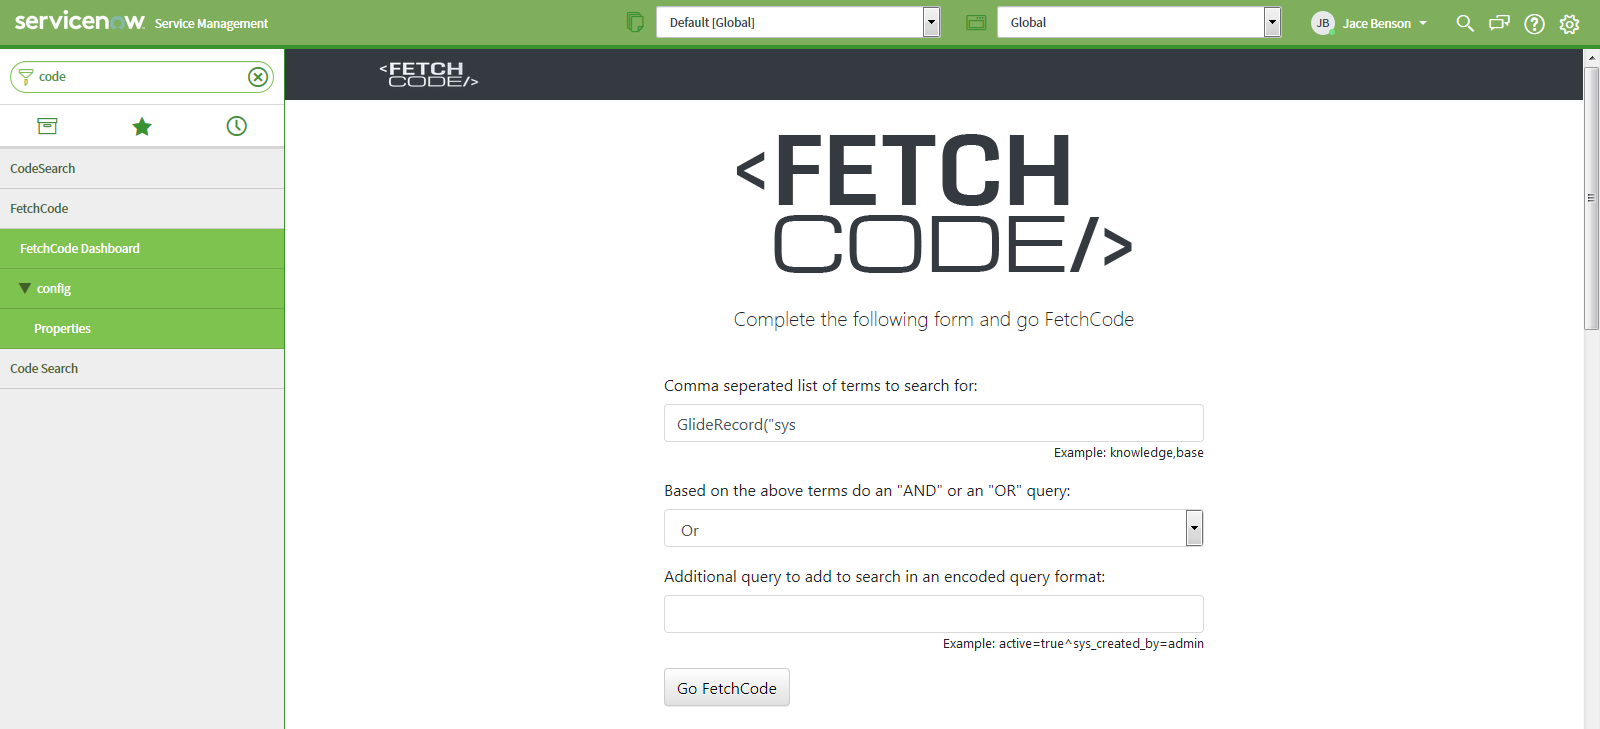 servicenow Service Management
Default [Global]
Global
JB Jace Benson
code
CodeSearch
FetchCode
FetchCode Dashboard
config
Properties
Code Search
<FETCH
CODE/>
<FETCH
CODE/>
Complete the following form and go FetchCode
Comma seperated list of terms to search for:
GlideRecord("sys
Example: knowledge,base
Based on the above terms do an "AND" or an "OR" query:
Or
Additional query to add to search in an encoded query format:
Example: active=true^sys_created_by=admin
Go FetchCode